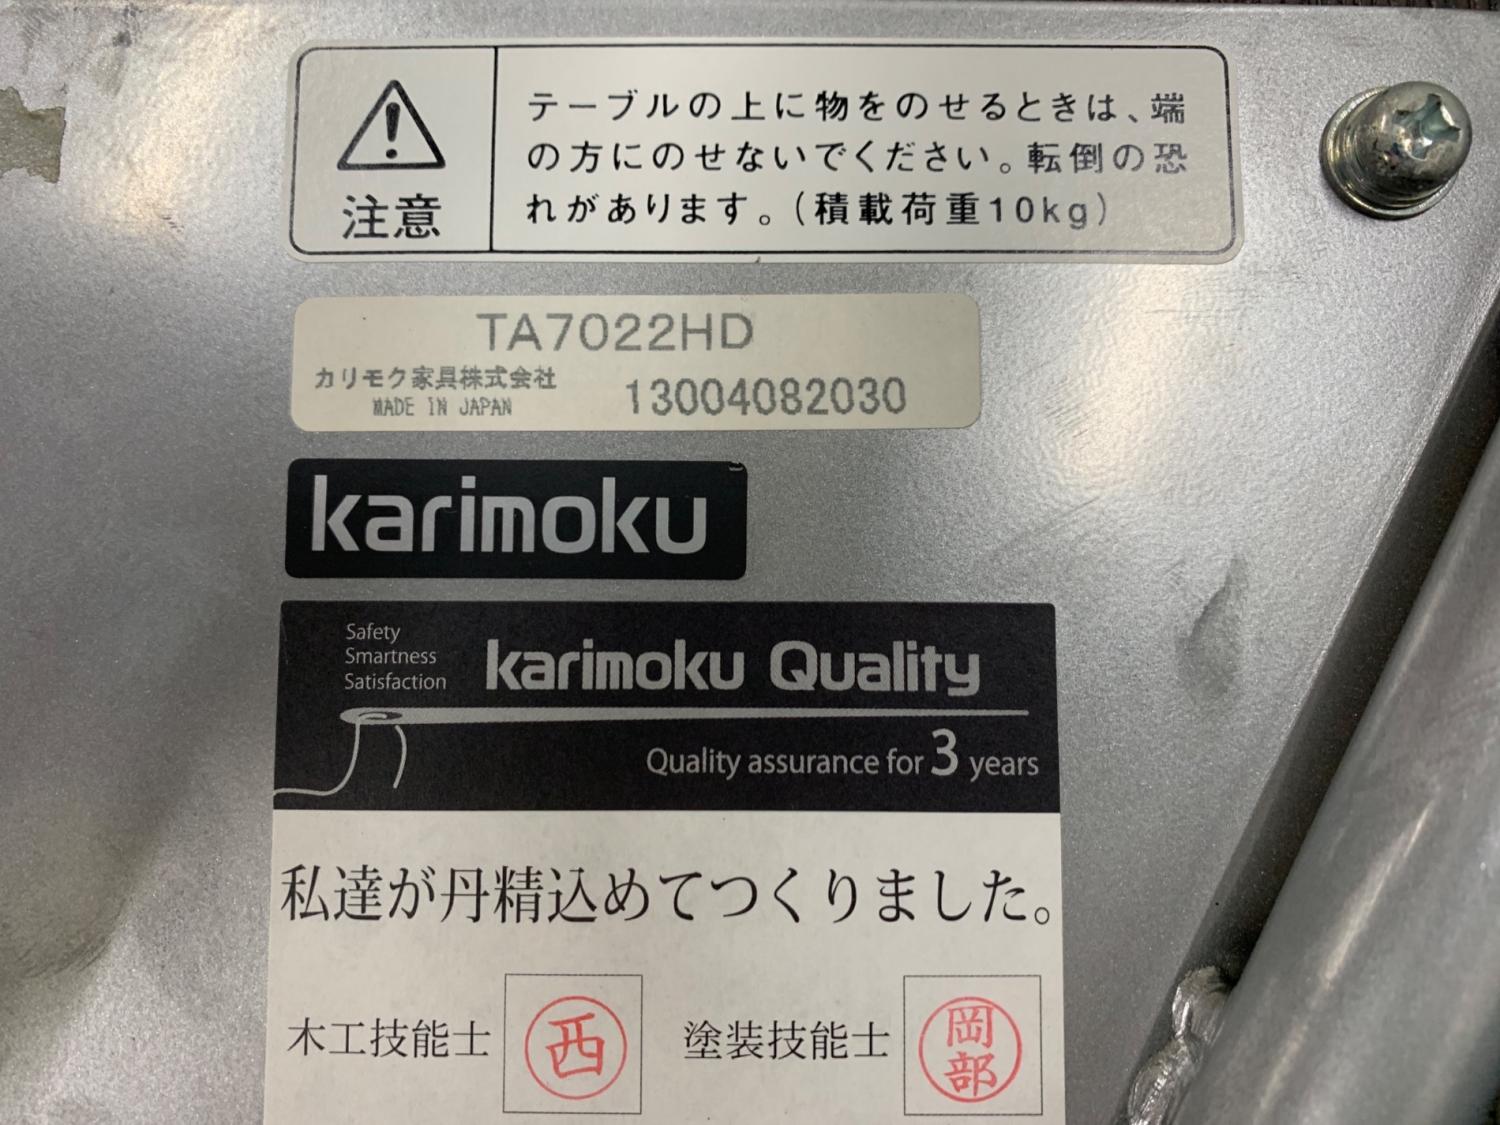 注意
テーブルの上に物をのせるときは、端
の方にのせないでください。転倒の恐
れがあります。(積載荷重10kg)
TA7022HD
カリモク家具株式会社
MADE IN JAPAN
13004082030
karimoku
Safety
Smartness
Satisfaction
karimoku Quality
Quality assurance for 3 years
私達が丹精込めてつくりました。
木工技能士 西 塗装技能士 岡部